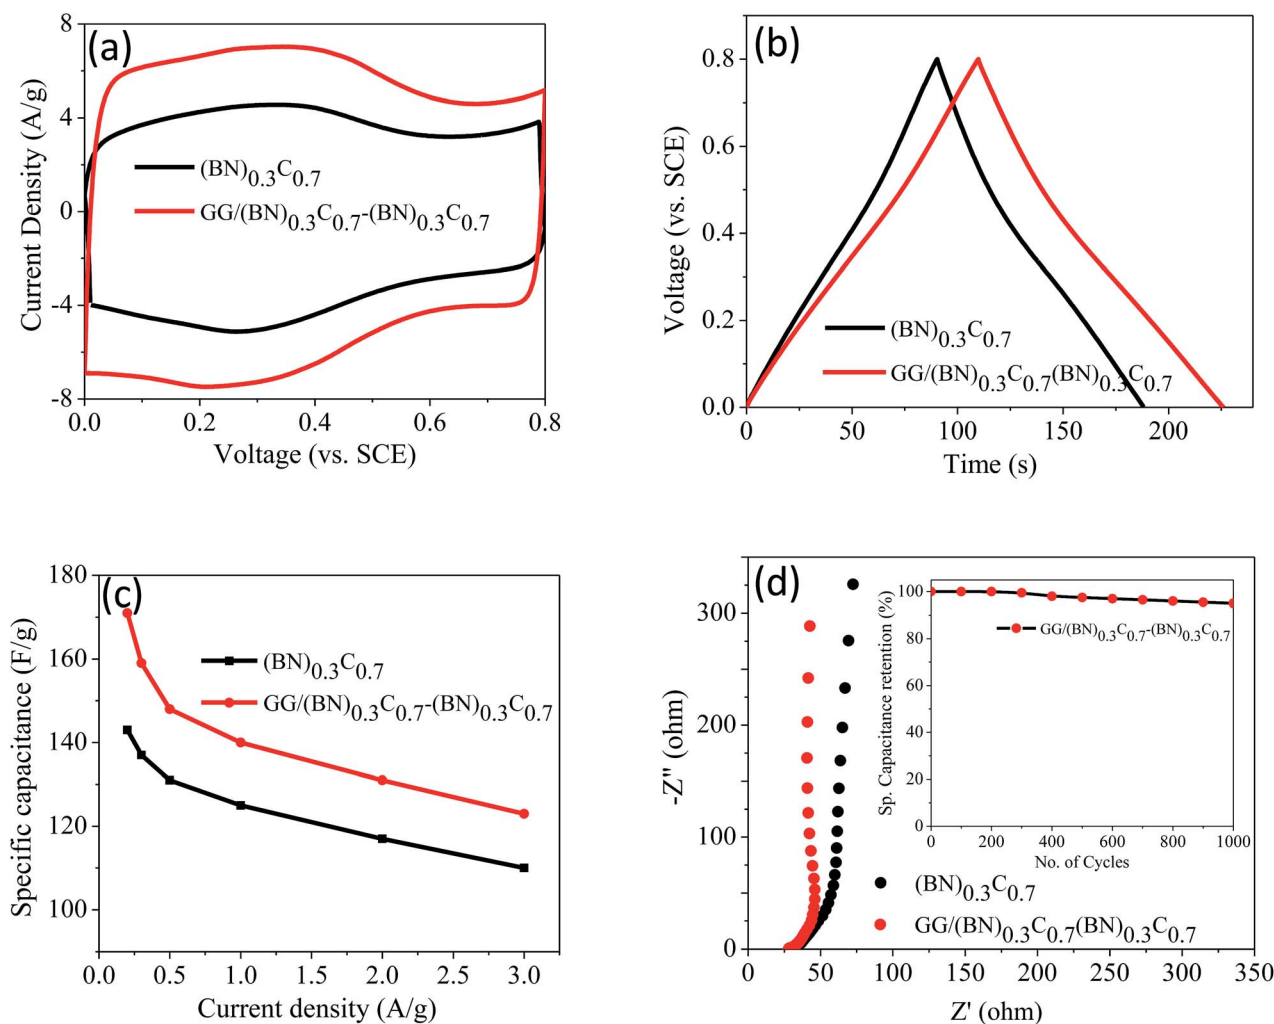 (a)
8
4
0
-4
-8
Current Density (A/g)
(BN)0.3C0.7
GG/(BN)0.3C0.7-(BN)0.3C0.7
0.0 0.2 0.4 0.6 0.8
Voltage (vs. SCE)
(b)
0.8
0.6
0.4
0.2
0.0
Voltage (vs. SCE)
(BN)0.3C0.7
GG/(BN)0.3C0.7(BN)0.3C0.7
50 100 150 200
Time (s)
(c)
180
160
140
120
100
Specific capacitance (F/g)
(BN)0.3C0.7
GG/(BN)0.3C0.7-(BN)0.3C0.7
0.0 0.5 1.0 1.5 2.0 2.5 3.0
Current density (A/g)
(d)
300
200
100
0
-Z" (ohm)
100
80
60
40
20
0
Sp. Capacitance retention (%)
GG/(BN)0.3C0.7-(BN)0.3C0.7
0 200 400 600 800 1000
No. of Cycles
(BN)0.3C0.7
GG/(BN)0.3C0.7(BN)0.3C0.7
0 50 100 150 200 250 300 350
Z' (ohm)